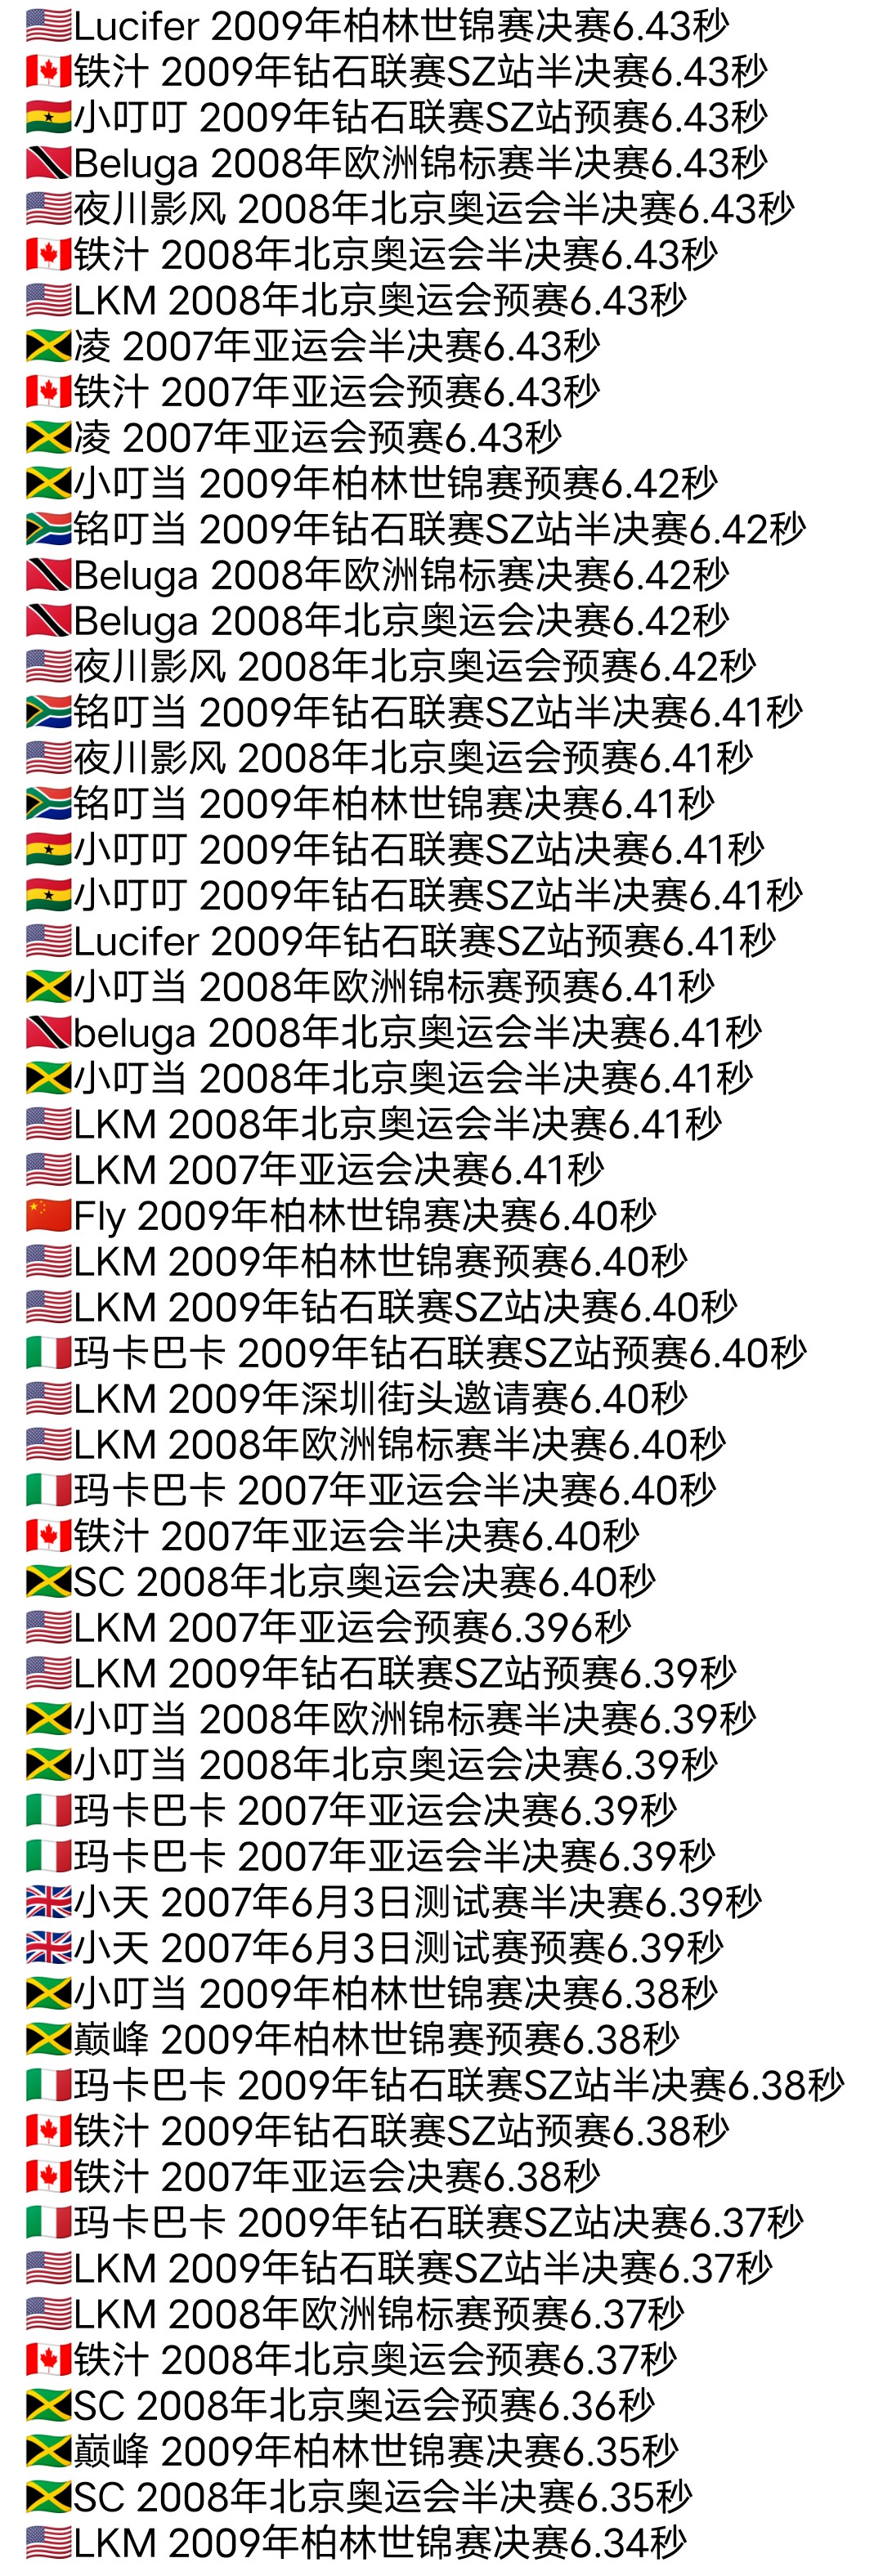 🇺🇸Lucifer 2009年柏林世锦赛决赛6.43秒
🇨🇦铁汁 2009年钻石联赛SZ站半决赛6.43秒
🇬🇭小叮叮 2009年钻石联赛SZ站预赛6.43秒
🇹🇹Beluga 2008年欧洲锦标赛半决赛6.43秒
🇺🇸夜川影风 2008年北京奥运会半决赛6.43秒
🇨🇦铁汁 2008年北京奥运会半决赛6.43秒
🇺🇸LKM 2008年北京奥运会预赛6.43秒
🇯🇲凌 2007年亚运会半决赛6.43秒
🇨🇦铁汁 2007年亚运会预赛6.43秒
🇯🇲凌 2007年亚运会预赛6.43秒
🇯🇲小叮当 2009年柏林世锦赛预赛6.42秒
🇿🇦铭叮当 2009年钻石联赛SZ站半决赛6.42秒
🇹🇹Beluga 2008年欧洲锦标赛决赛6.42秒
🇹🇹Beluga 2008年北京奥运会决赛6.42秒
🇺🇸夜川影风 2008年北京奥运会预赛6.42秒
🇿🇦铭叮当 2009年钻石联赛SZ站半决赛6.41秒
🇺🇸夜川影风 2008年北京奥运会预赛6.41秒
🇿🇦铭叮当 2009年柏林世锦赛决赛6.41秒
🇬🇭小叮叮 2009年钻石联赛SZ站决赛6.41秒
🇬🇭小叮叮 2009年钻石联赛SZ站半决赛6.41秒
🇺🇸Lucifer 2009年钻石联赛SZ站预赛6.41秒
🇯🇲小叮当 2008年欧洲锦标赛预赛6.41秒
🇹🇹beluga 2008年北京奥运会半决赛6.41秒
🇯🇲小叮当 2008年北京奥运会半决赛6.41秒
🇺🇸LKM 2008年北京奥运会半决赛6.41秒
🇺🇸LKM 2007年亚运会决赛6.41秒
🇨🇳Fly 2009年柏林世锦赛决赛6.40秒
🇺🇸LKM 2009年柏林世锦赛预赛6.40秒
🇺🇸LKM 2009年钻石联赛SZ站决赛6.40秒
🇮🇹玛卡巴卡 2009年钻石联赛SZ站预赛6.40秒
🇺🇸LKM 2009年深圳街头邀请赛6.40秒
🇺🇸LKM 2008年欧洲锦标赛半决赛6.40秒
🇮🇹玛卡巴卡 2007年亚运会半决赛6.40秒
🇨🇦铁汁 2007年亚运会半决赛6.40秒
🇯🇲SC 2008年北京奥运会决赛6.40秒
🇺🇸LKM 2007年亚运会预赛6.396秒
🇺🇸LKM 2009年钻石联赛SZ站预赛6.39秒
🇯🇲小叮当 2008年欧洲锦标赛半决赛6.39秒
🇯🇲小叮当 2008年北京奥运会决赛6.39秒
🇮🇹玛卡巴卡 2007年亚运会决赛6.39秒
🇮🇹玛卡巴卡 2007年亚运会半决赛6.39秒
🇬🇧小天 2007年6月3日测试赛半决赛6.39秒
🇬🇧小天 2007年6月3日测试赛预赛6.39秒
🇯🇲小叮当 2009年柏林世锦赛决赛6.38秒
🇯🇲巅峰 2009年柏林世锦赛预赛6.38秒
🇮🇹玛卡巴卡 2009年钻石联赛SZ站半决赛6.38秒
🇨🇦铁汁 2009年钻石联赛SZ站预赛6.38秒
🇨🇦铁汁 2007年亚运会决赛6.38秒
🇮🇹玛卡巴卡 2009年钻石联赛SZ站决赛6.37秒
🇺🇸LKM 2009年钻石联赛SZ站半决赛6.37秒
🇺🇸LKM 2008年欧洲锦标赛预赛6.37秒
🇨🇦铁汁 2008年北京奥运会预赛6.37秒
🇯🇲SC 2008年北京奥运会预赛6.36秒
🇯🇲巅峰 2009年柏林世锦赛决赛6.35秒
🇯🇲SC 2008年北京奥运会半决赛6.35秒
🇺🇸LKM 2009年柏林世锦赛决赛6.34秒